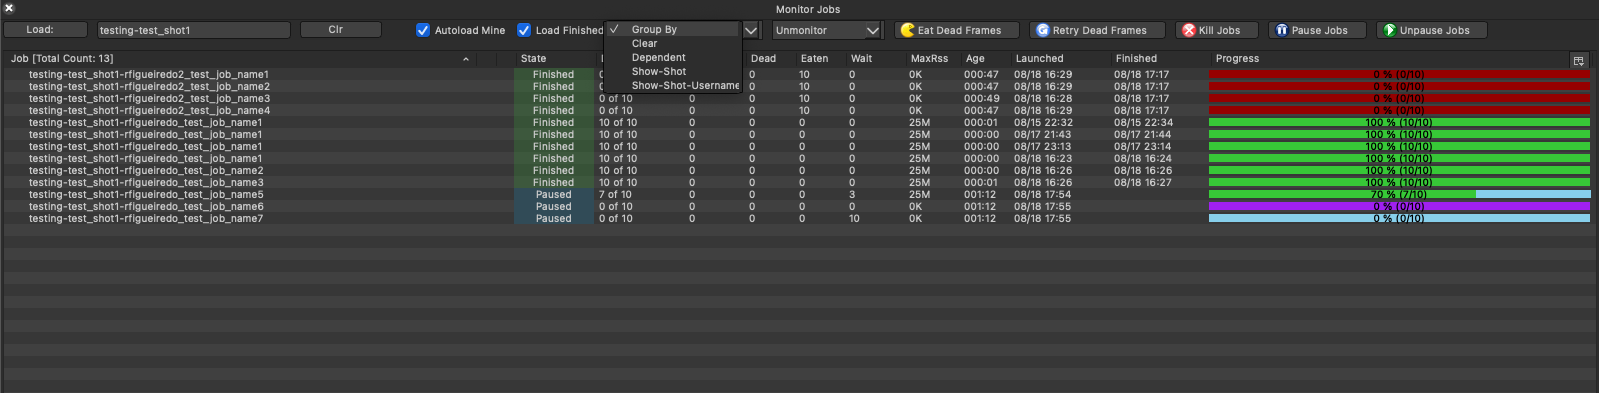 Monitor Jobs
Load: testing-test_shot1 Clr Autoload Mine Load Finished Group By Unmonitor Eat Dead Frames Retry Dead Frames Kill Jobs Pause Jobs Unpause Jobs
Clear
Dependent
Show-Shot
Show-Shot-Username
Job [Total Count: 13] State Dead Eaten Wait MaxRss Age Launched Finished Progress
testing-test_shot1-rfigueiredo2_test_job_name1 Finished 0 0 10 0 0K 000:47 08/18 16:29 08/18 17:17 0 % (0/10)
testing-test_shot1-rfigueiredo2_test_job_name2 Finished 0 0 10 0 0K 000:47 08/18 16:29 08/18 17:17 0 % (0/10)
testing-test_shot1-rfigueiredo2_test_job_name3 Finished 0 of 10 0 0 10 0 0K 000:49 08/18 16:28 08/18 17:17 0 % (0/10)
testing-test_shot1-rfigueiredo2_test_job_name4 Finished 0 of 10 0 0 10 0 0K 000:47 08/18 16:29 08/18 17:17 0 % (0/10)
testing-test_shot1-rfigueiredo_test_job_name1 Finished 10 of 10 0 0 0 0 25M 000:01 08/15 22:32 08/15 22:34 100 % (10/10)
testing-test_shot1-rfigueiredo_test_job_name1 Finished 10 of 10 0 0 0 0 25M 000:00 08/17 21:43 08/17 21:44 100 % (10/10)
testing-test_shot1-rfigueiredo_test_job_name1 Finished 10 of 10 0 0 0 0 25M 000:00 08/17 23:13 08/17 23:14 100 % (10/10)
testing-test_shot1-rfigueiredo_test_job_name1 Finished 10 of 10 0 0 0 0 25M 000:00 08/18 16:23 08/18 16:24 100 % (10/10)
testing-test_shot1-rfigueiredo_test_job_name2 Finished 10 of 10 0 0 0 0 25M 000:00 08/18 16:26 08/18 16:26 100 % (10/10)
testing-test_shot1-rfigueiredo_test_job_name3 Finished 10 of 10 0 0 0 0 25M 000:01 08/18 16:26 08/18 16:27 100 % (10/10)
testing-test_shot1-rfigueiredo_test_job_name5 Paused 7 of 10 0 0 0 3 25M 001:12 08/18 17:54 70 % (7/10)
testing-test_shot1-rfigueiredo_test_job_name6 Paused 0 of 10 0 0 0 0 0K 001:12 08/18 17:55 0 % (0/10)
testing-test_shot1-rfigueiredo_test_job_name7 Paused 0 of 10 0 0 0 10 0K 001:12 08/18 17:55 0 % (0/10)